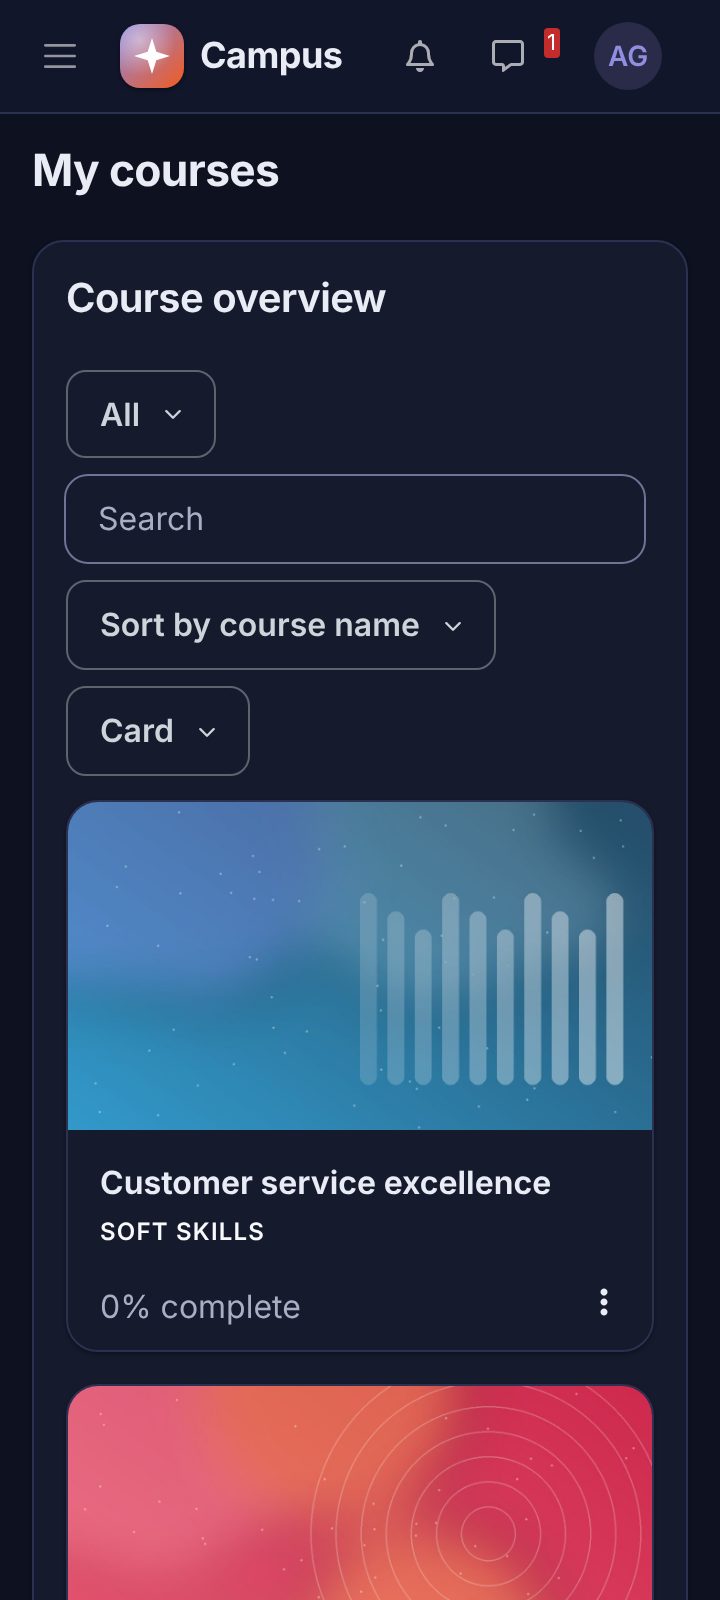 Campus
1
AG
My courses
Course overview
All
Search
Sort by course name
Card
Customer service excellence
SOFT SKILLS
0% complete